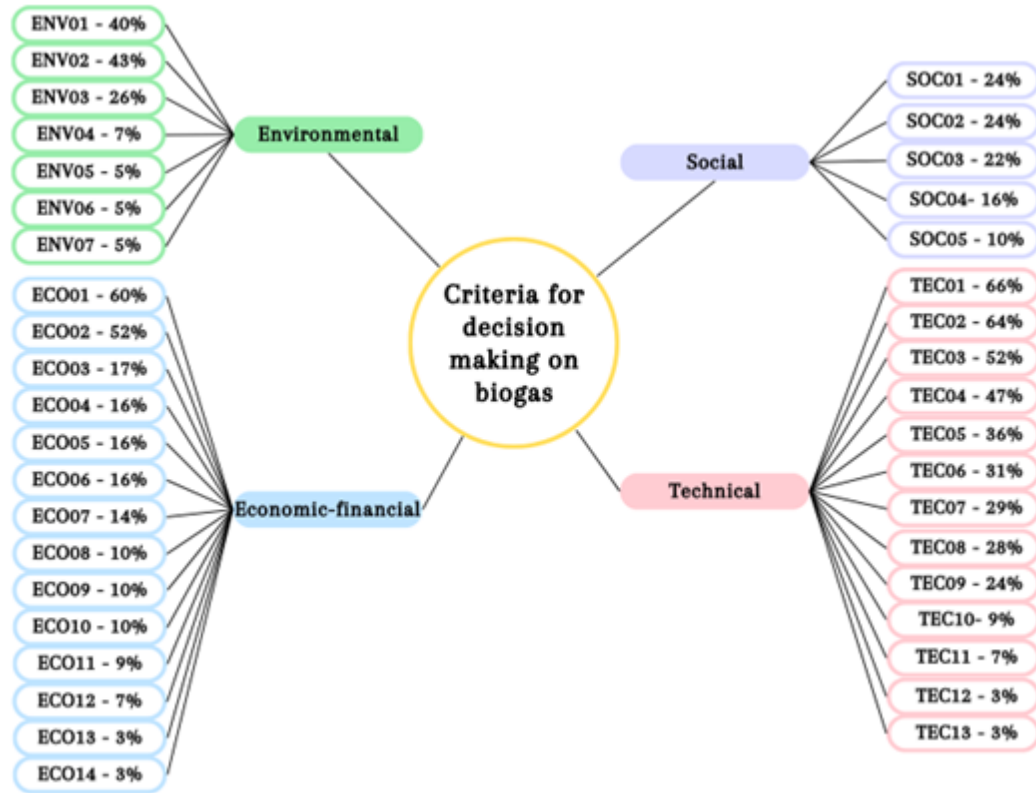 ENV01 - 40%
ENV02 - 43%
ENV03 - 26%
ENV04 - 7%
ENV05 - 5%
ENV06 - 5%
ENV07 - 5%
Environmental
ECO01 - 60%
ECO02 - 52%
ECO03 - 17%
ECO04 - 16%
ECO05 - 16%
ECO06 - 16%
ECO07 - 14%
ECO08 - 10%
ECO09 - 10%
ECO10 - 10%
ECO11 - 9%
ECO12 - 7%
ECO13 - 3%
ECO14 - 3%
Economic-financial
Criteria for
decision
making on
biogas
Social
SOC01 - 24%
SOC02 - 24%
SOC03 - 22%
SOC04- 16%
SOC05 - 10%
Technical
TEC01 - 66%
TEC02 - 64%
TEC03 - 52%
TEC04 - 47%
TEC05 - 36%
TEC06 - 31%
TEC07 - 29%
TEC08 - 28%
TEC09 - 24%
TEC10- 9%
TEC11 - 7%
TEC12 - 3%
TEC13 - 3%